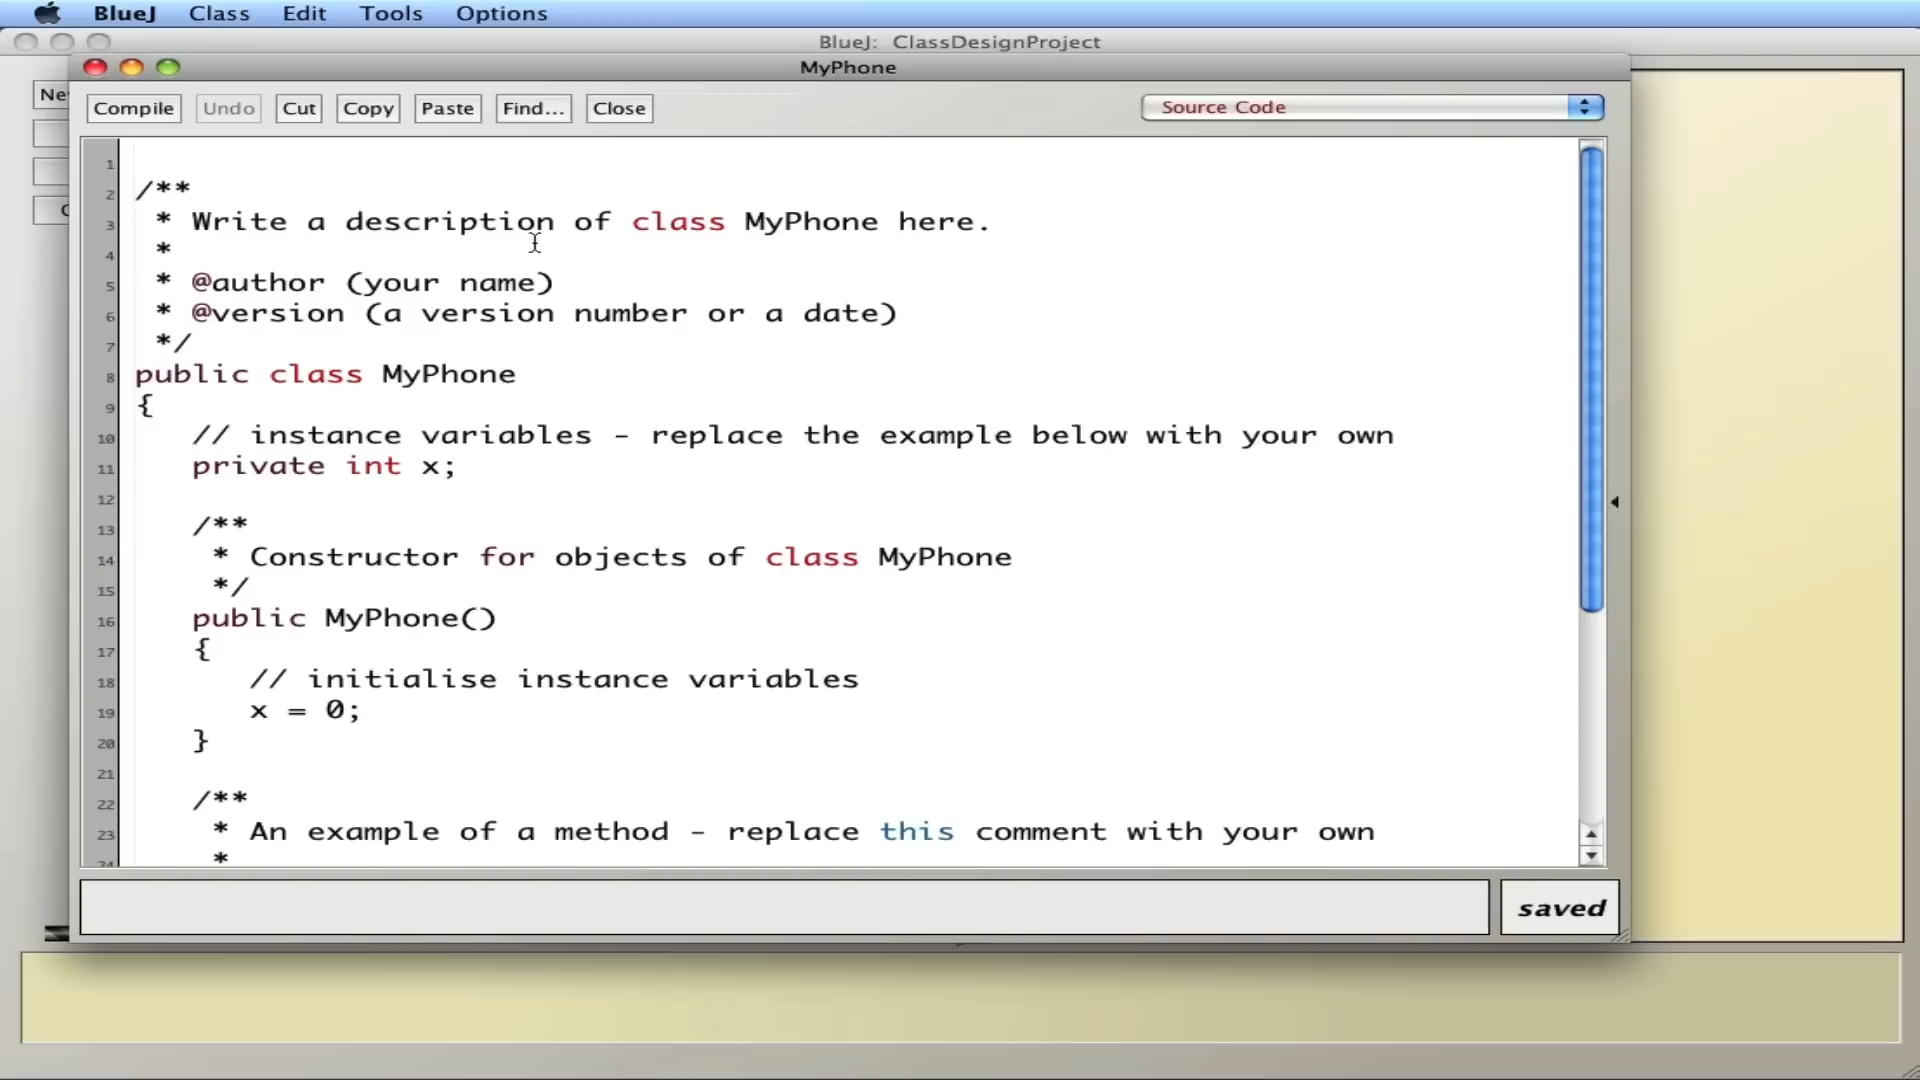 BlueJ Class Edit Tools Options
BlueJ: ClassDesignProject
MyPhone
Ne
Compile Undo Cut Copy Paste Find... Close Source Code
1
2 /**
3 * Write a description of class MyPhone here.
4 *
5 * @author (your name)
6 * @version (a version number or a date)
7 */
8 public class MyPhone
9 {
10 // instance variables - replace the example below with your own
11 private int x;
12
13 /**
14 * Constructor for objects of class MyPhone
15 */
16 public MyPhone()
17 {
18 // initialise instance variables
19 x = 0;
20 }
21
22 /**
23 * An example of a method - replace this comment with your own
24 *
saved